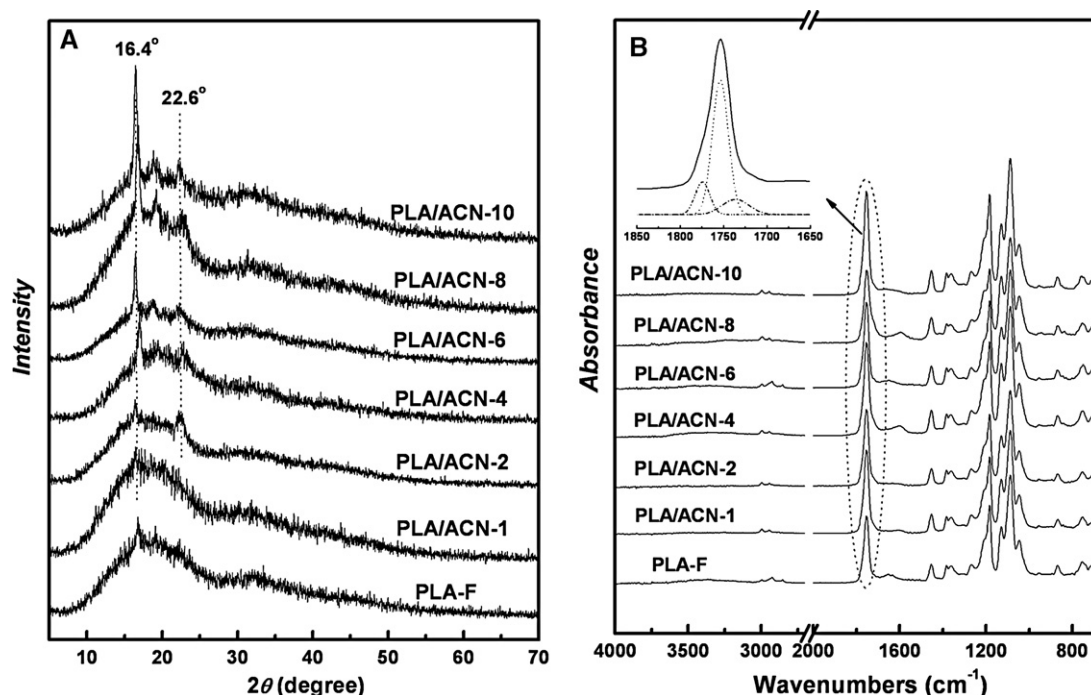 A
16.4°
22.6°
PLA/ACN-10
PLA/ACN-8
PLA/ACN-6
PLA/ACN-4
PLA/ACN-2
PLA/ACN-1
PLA-F
Intensity
10 20 30 40 50 60 70
2θ (degree)
B
1850 1800 1750 1700 1650
PLA/ACN-10
PLA/ACN-8
PLA/ACN-6
PLA/ACN-4
PLA/ACN-2
PLA/ACN-1
PLA-F
Absorbance
4000 3500 3000 1600 1200 800
Wavenumbers (cm⁻¹)